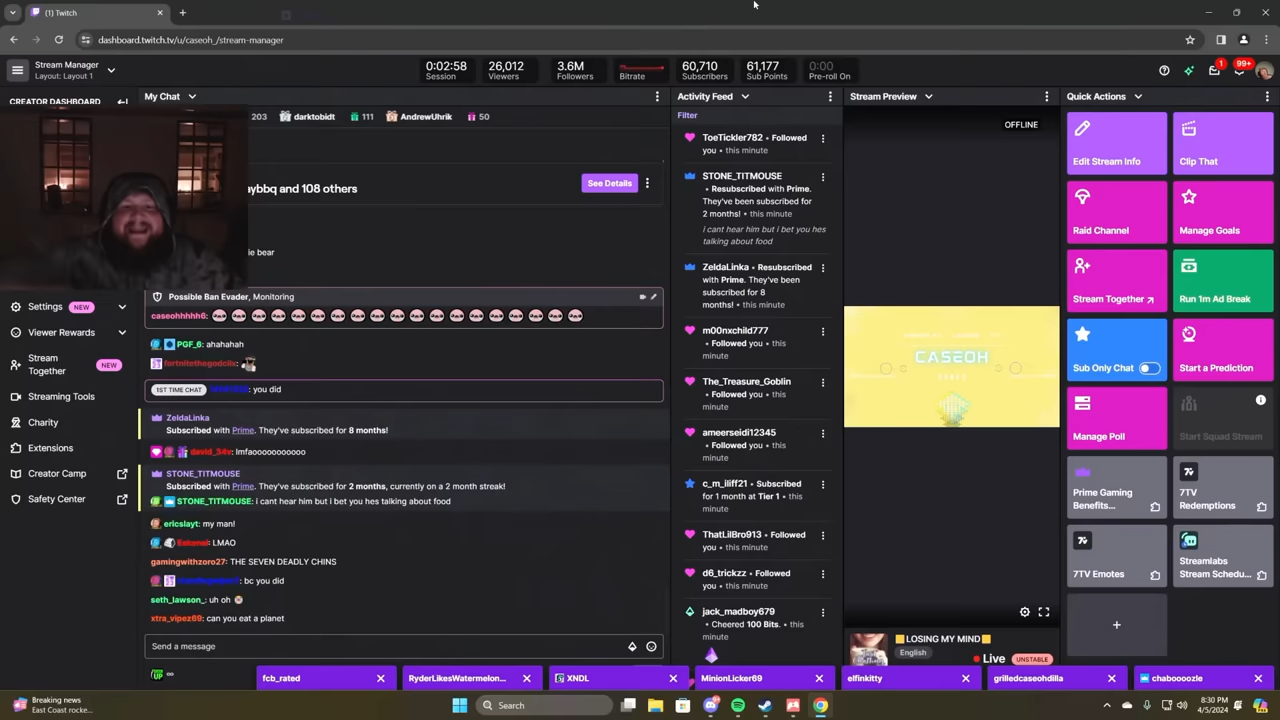 (1) Twitch
dashboard.twitch.tv/u/caseoh_/stream-manager
Stream Manager
Layout: Layout 1
0:02:58
Session
26,012
Viewers
3.6M
Followers
Bitrate
60,710
Subscribers
61,177
Sub Points
0:00
Pre-roll On
1
99+
CREATOR DASHBOARD
Settings NEW
Viewer Rewards
Stream
Together NEW
Streaming Tools
Charity
Extensions
Creator Camp
Safety Center
My Chat
203 darktobidt 111 AndrewUhrik 50
aybbq and 108 others
See Details
ie bear
Possible Ban Evader, Monitoring
caseohhhhh6:
PGF_6: ahahahah
fortnitethegodclls:
1ST TIME CHAT : you did
ZeldaLinka
Subscribed with Prime. They've subscribed for 8 months!
david_34v: lmfaooooooooooo
STONE_TITMOUSE
Subscribed with Prime. They've subscribed for 2 months, currently on a 2 month streak!
STONE_TITMOUSE: i cant hear him but i bet you hes talking about food
ericslayt: my man!
: LMAO
gamingwithzoro27: THE SEVEN DEADLY CHINS
: bc you did
seth_lawson_: uh oh
xtra_vipez69: can you eat a planet
Send a message
Activity Feed
Filter
ToeTickler782 • Followed
you • this minute
STONE_TITMOUSE
• Resubscribed with Prime.
They've been subscribed for
2 months! • this minute
i cant hear him but i bet you hes
talking about food
ZeldaLinka • Resubscribed
with Prime. They've been
subscribed for 8
months! • this minute
m00nxchild777
• Followed you • this
minute
The_Treasure_Goblin
• Followed you • this
minute
ameerseidi12345
• Followed you • this
minute
c_m_iliff21 • Subscribed
for 1 month at Tier 1 • this
minute
ThatLilBro913 • Followed
you • this minute
d6_trickzz • Followed
you • this minute
jack_madboy679
• Cheered 100 Bits. • this
minute
Stream Preview
OFFLINE
CASEOH
LOSING MY MIND
English
Live UNSTABLE
Quick Actions
Edit Stream Info
Clip That
Raid Channel
Manage Goals
Stream Together
Run 1m Ad Break
Sub Only Chat
Start a Prediction
Manage Poll
Start Squad Stream
Prime Gaming
Benefits...
7TV
Redemptions
7TV Emotes
Streamlabs
Stream Schedu...
fcb_rated
RyderLikesWatermelon...
XNDL
MinionLicker69
elfinkitty
grilledcaseohdilla
chaboooozle
Breaking news
East Coast rocke...
Search
8:30 PM
4/5/2024